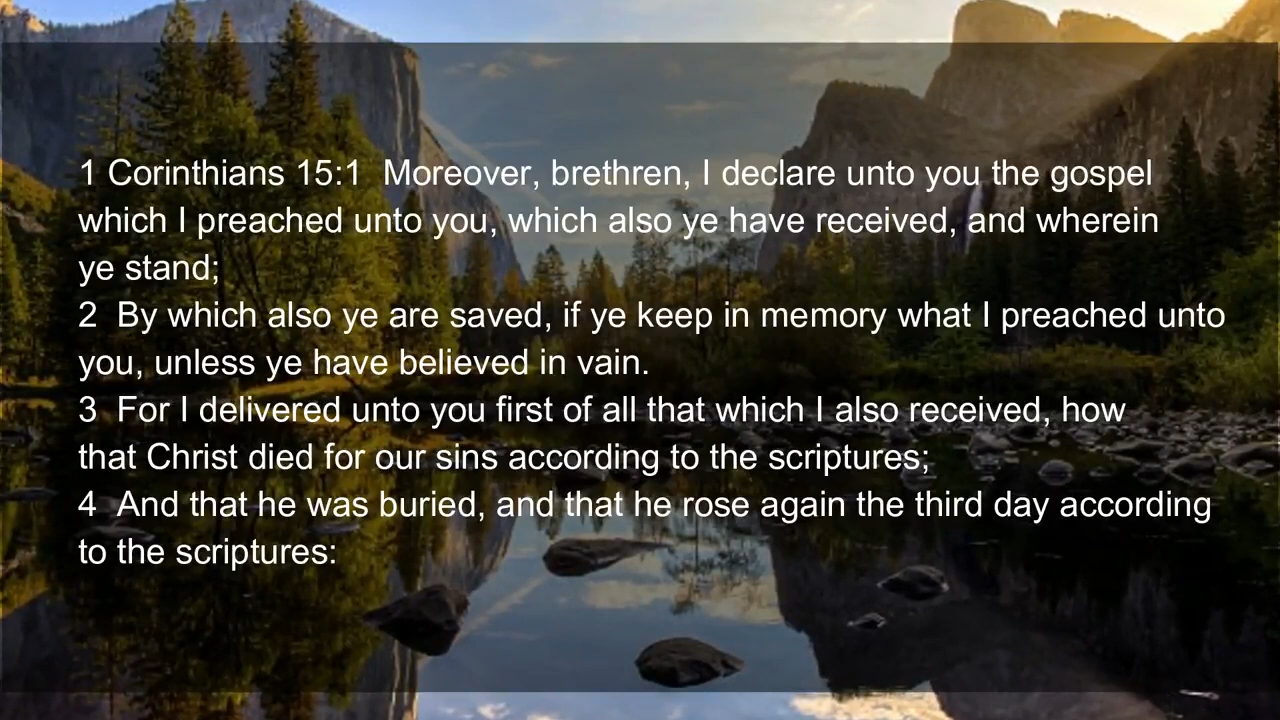 1 Corinthians 15:1  Moreover, brethren, I declare unto you the gospel
which I preached unto you, which also ye have received, and wherein
ye stand;
2  By which also ye are saved, if ye keep in memory what I preached unto
you, unless ye have believed in vain.
3  For I delivered unto you first of all that which I also received, how
that Christ died for our sins according to the scriptures;
4  And that he was buried, and that he rose again the third day according
to the scriptures: